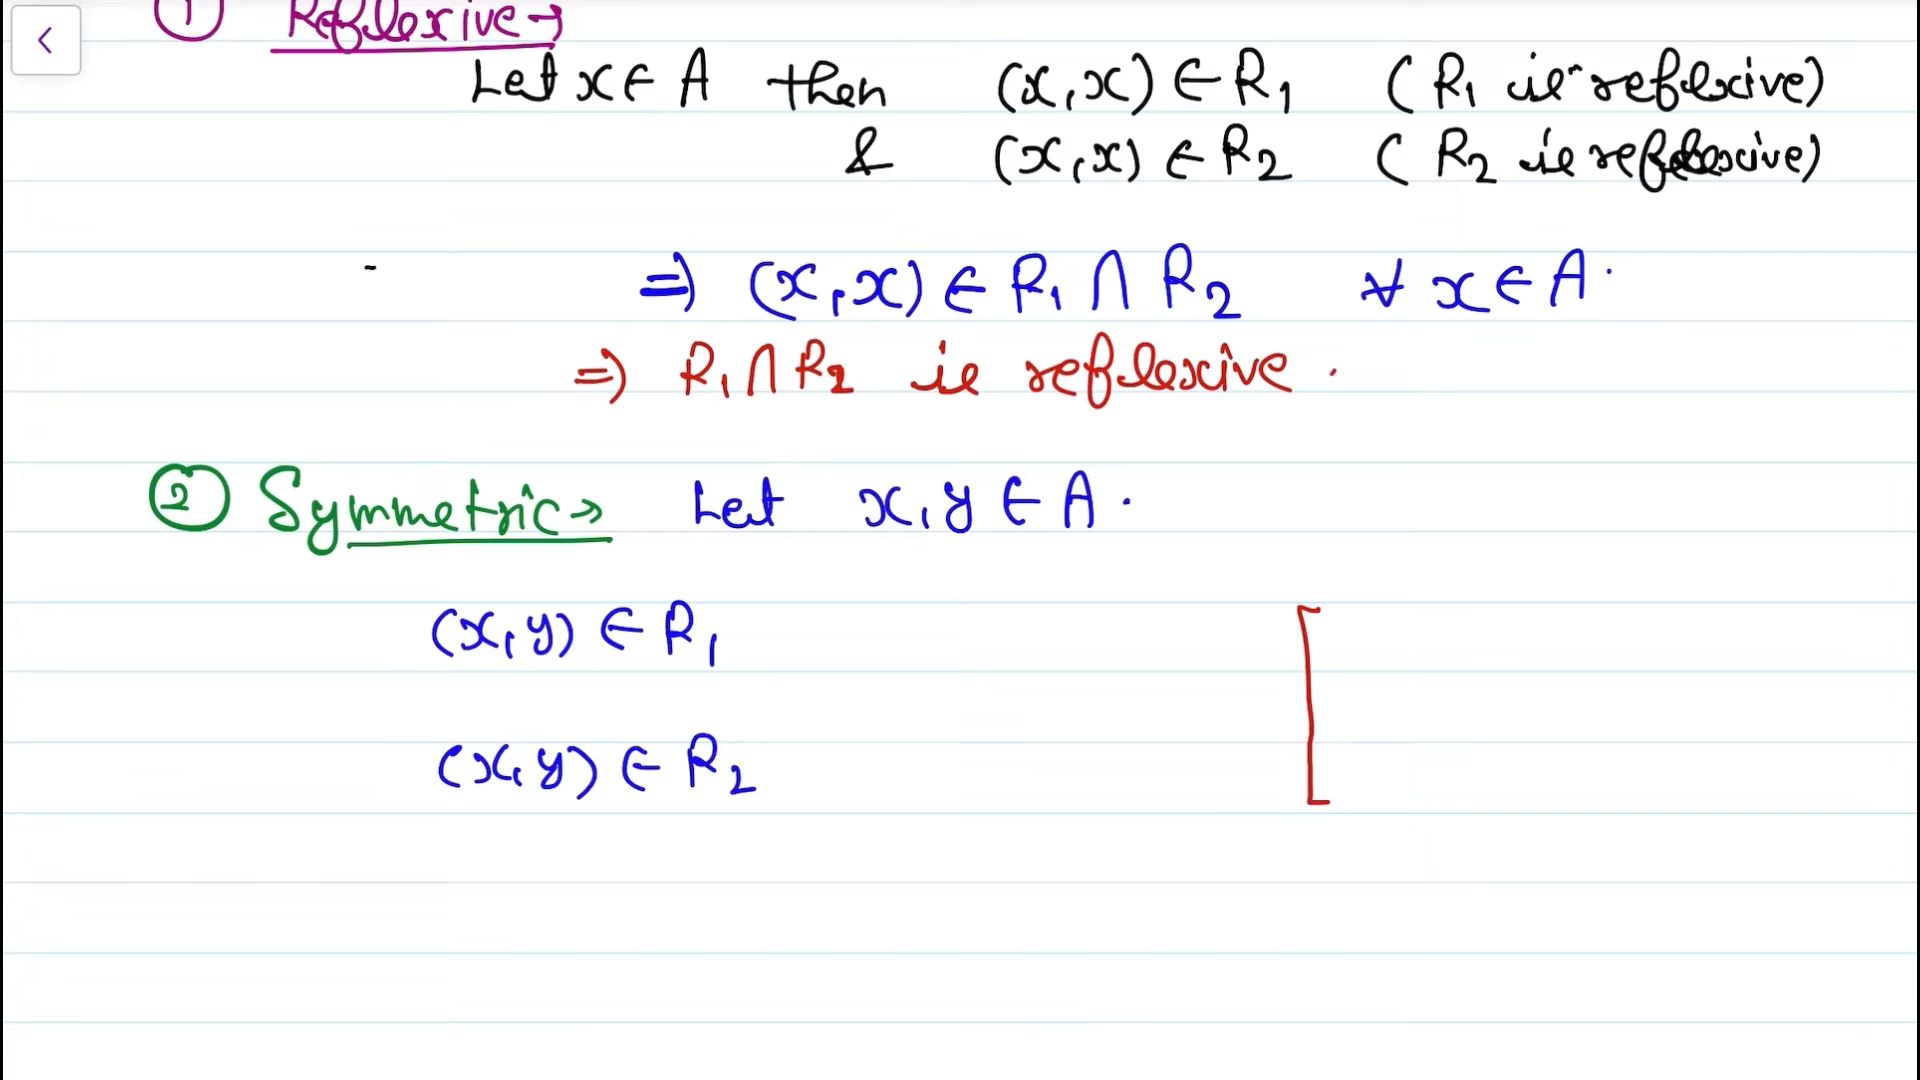 ① Reflexive→
Let x ∈ A then (x,x) ∈ R₁ (R₁ is reflexive)
& (x,x) ∈ R₂ (R₂ is reflexive)
⇒ (x,x) ∈ R₁ ∩ R₂ ∀ x ∈ A.
⇒ R₁ ∩ R₂ is reflexive.
② Symmetric→ Let x,y ∈ A.
(x,y) ∈ R₁
(x,y) ∈ R₂